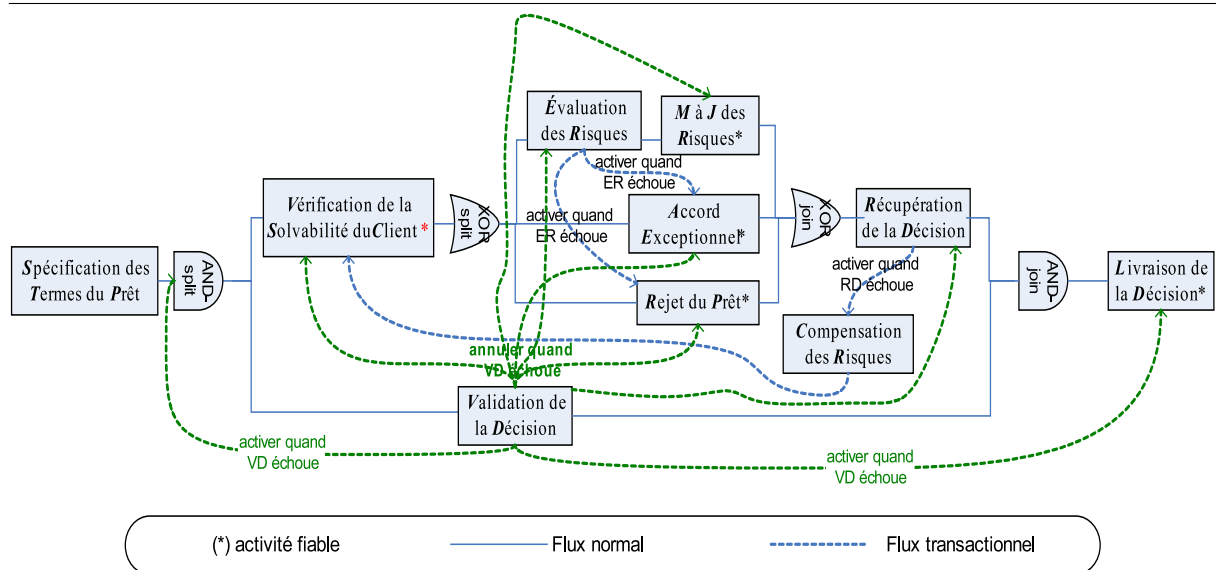 Évaluation
des Risques
M à J des
Risques*
activer quand
ER échoue
Vérification de la
Solvabilité duClient *
XOR
split
activer quand
ER échoue
Accord
Exceptionnel*
XOR
join
Récupération
de la Décision
Spécification des
Termes du Prêt
AND-
split
activer quand
RD échoue
AND-
join
Livraison de
la Décision*
Rejet du Prêt*
Compensation
des Risques
annuler quand
VD échoue
Validation de
la Décision
activer quand
VD échoue
activer quand
VD échoue
(*) activité fiable
Flux normal
Flux transactionnel